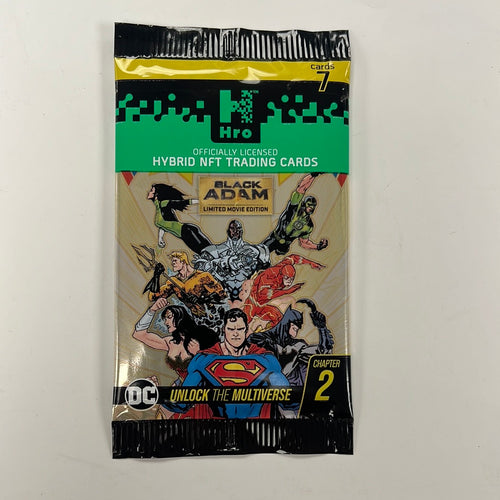 cards
7
Hro
OFFICIALLY LICENSED
HYBRID NFT TRADING CARDS
BLACK
ADAM
LIMITED MOVIE EDITION
DC
UNLOCK THE MULTIVERSE
CHAPTER
2